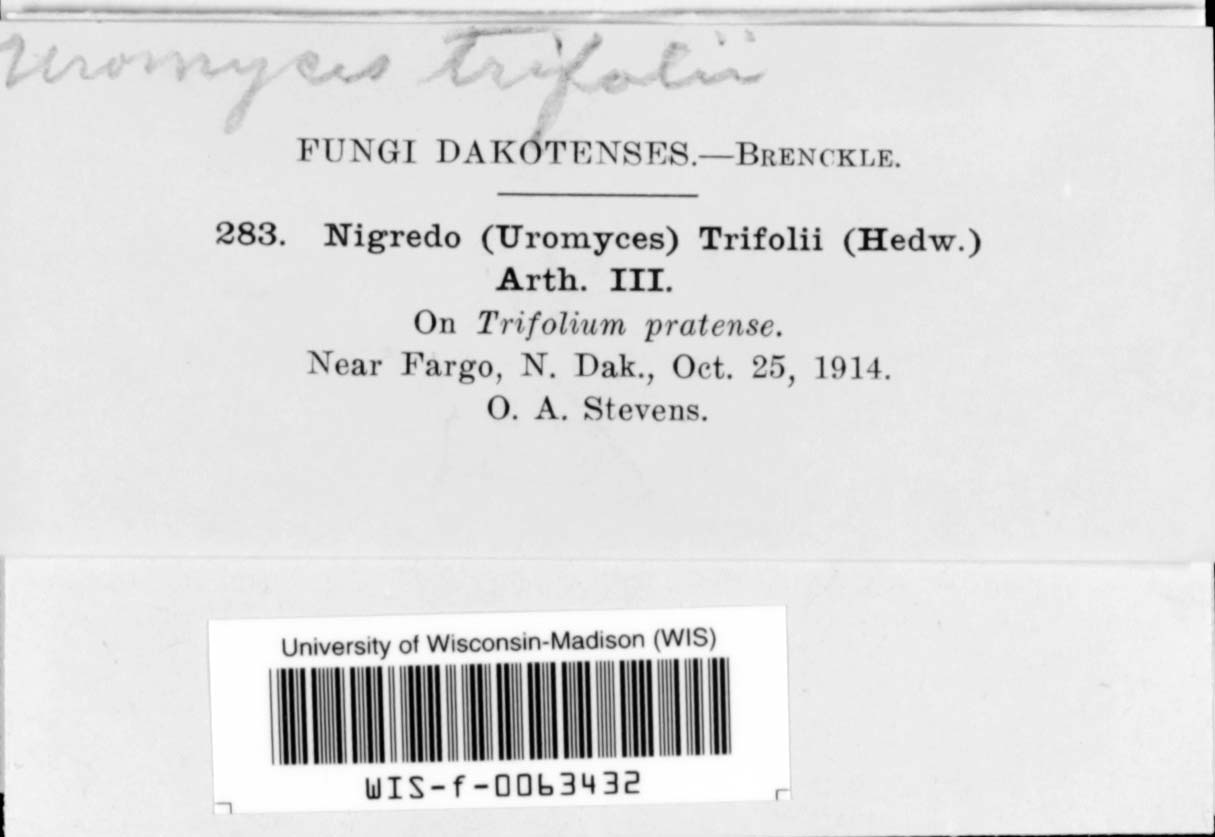 Uromyces trifolii
FUNGI DAKOTENSES.—BRENCKLE.
283. Nigredo (Uromyces) Trifolii (Hedw.)
Arth. III.
On Trifolium pratense.
Near Fargo, N. Dak., Oct. 25, 1914.
O. A. Stevens.
University of Wisconsin-Madison (WIS)
WIS-f-0063432